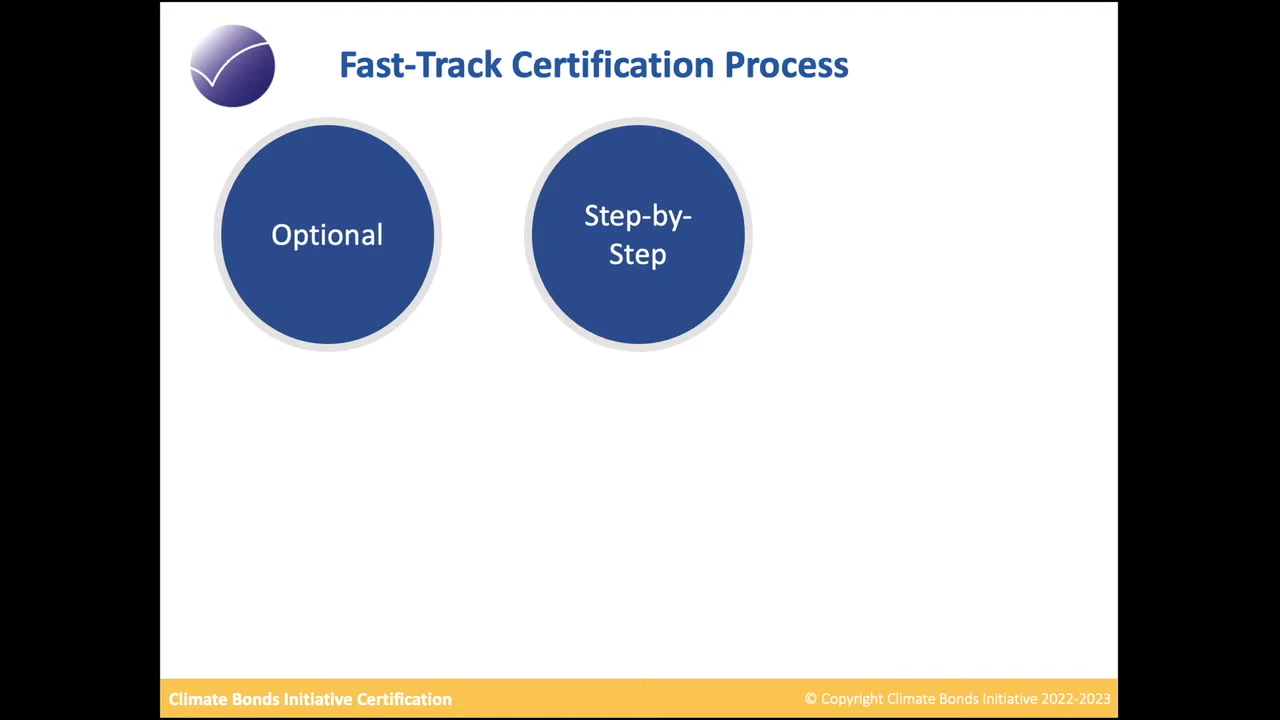 Fast-Track Certification Process
Optional
Step-by-
Step
Climate Bonds Initiative Certification
© Copyright Climate Bonds Initiative 2022-2023